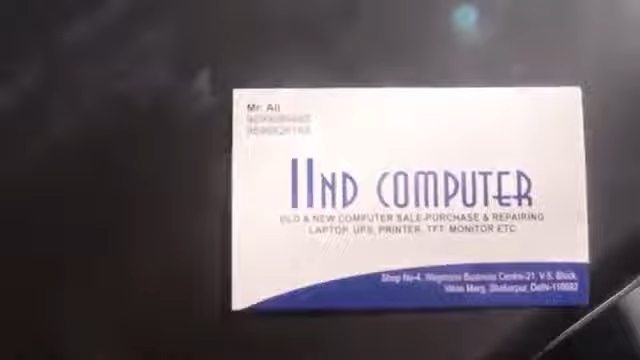 Mr. Ali
IIND COMPUTER
OLD & NEW COMPUTER SALE-PURCHASE & REPAIRING
LAPTOP, UPS, PRINTER, TFT, MONITOR ETC
Shop No-4, Business Centre-21, V.S. Block,
Vikas Marg, Shakarpur, Delhi-110092